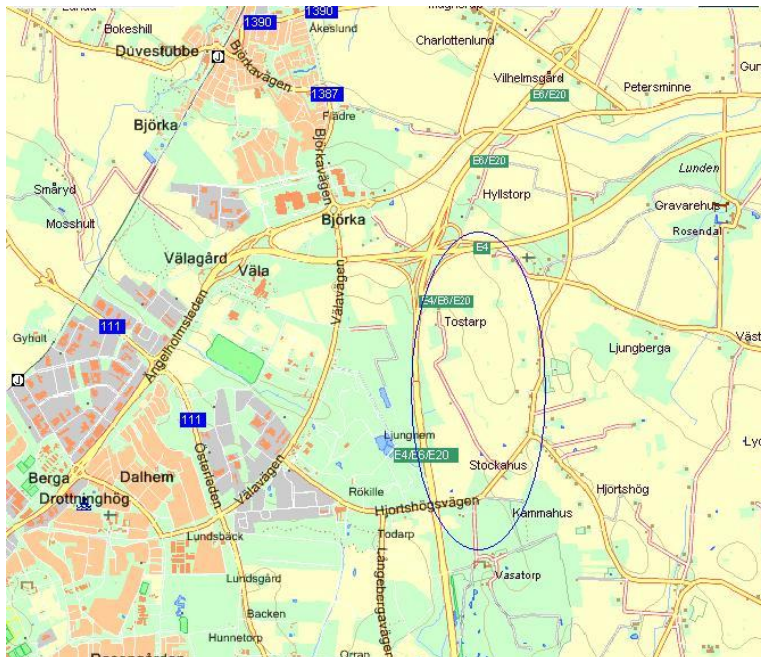 1390
1390
Åkeslund
Bokeshill
Duvestubbe
J
Björkavägen
Charlottenlund
Vilhelmsgård
E6/E20
Petersminne
1387
Flädre
Björka
Björkavägen
E6/E20
Lunden
Småryd
Mosshult
Hyllstorp
Gravarehus
Rosendal
Björka
Välagård
E4
Väla
Välavägen
E4/E6/E20
Tostarp
111
Gyhult
Ängelholmsleden
Ljungberga
Väst
J
111
Ljunghem
E4/E6/E20
Österleden
Välavägen
Berga
Dalhem
Drottninghög
Rökille
Stockahus
Hjortshög
Hjortshögsvägen
Kammahus
Lundsbäck
Todarp
Långebergavägen
Vasatorp
Lundsgård
Backen
Hunnetorp